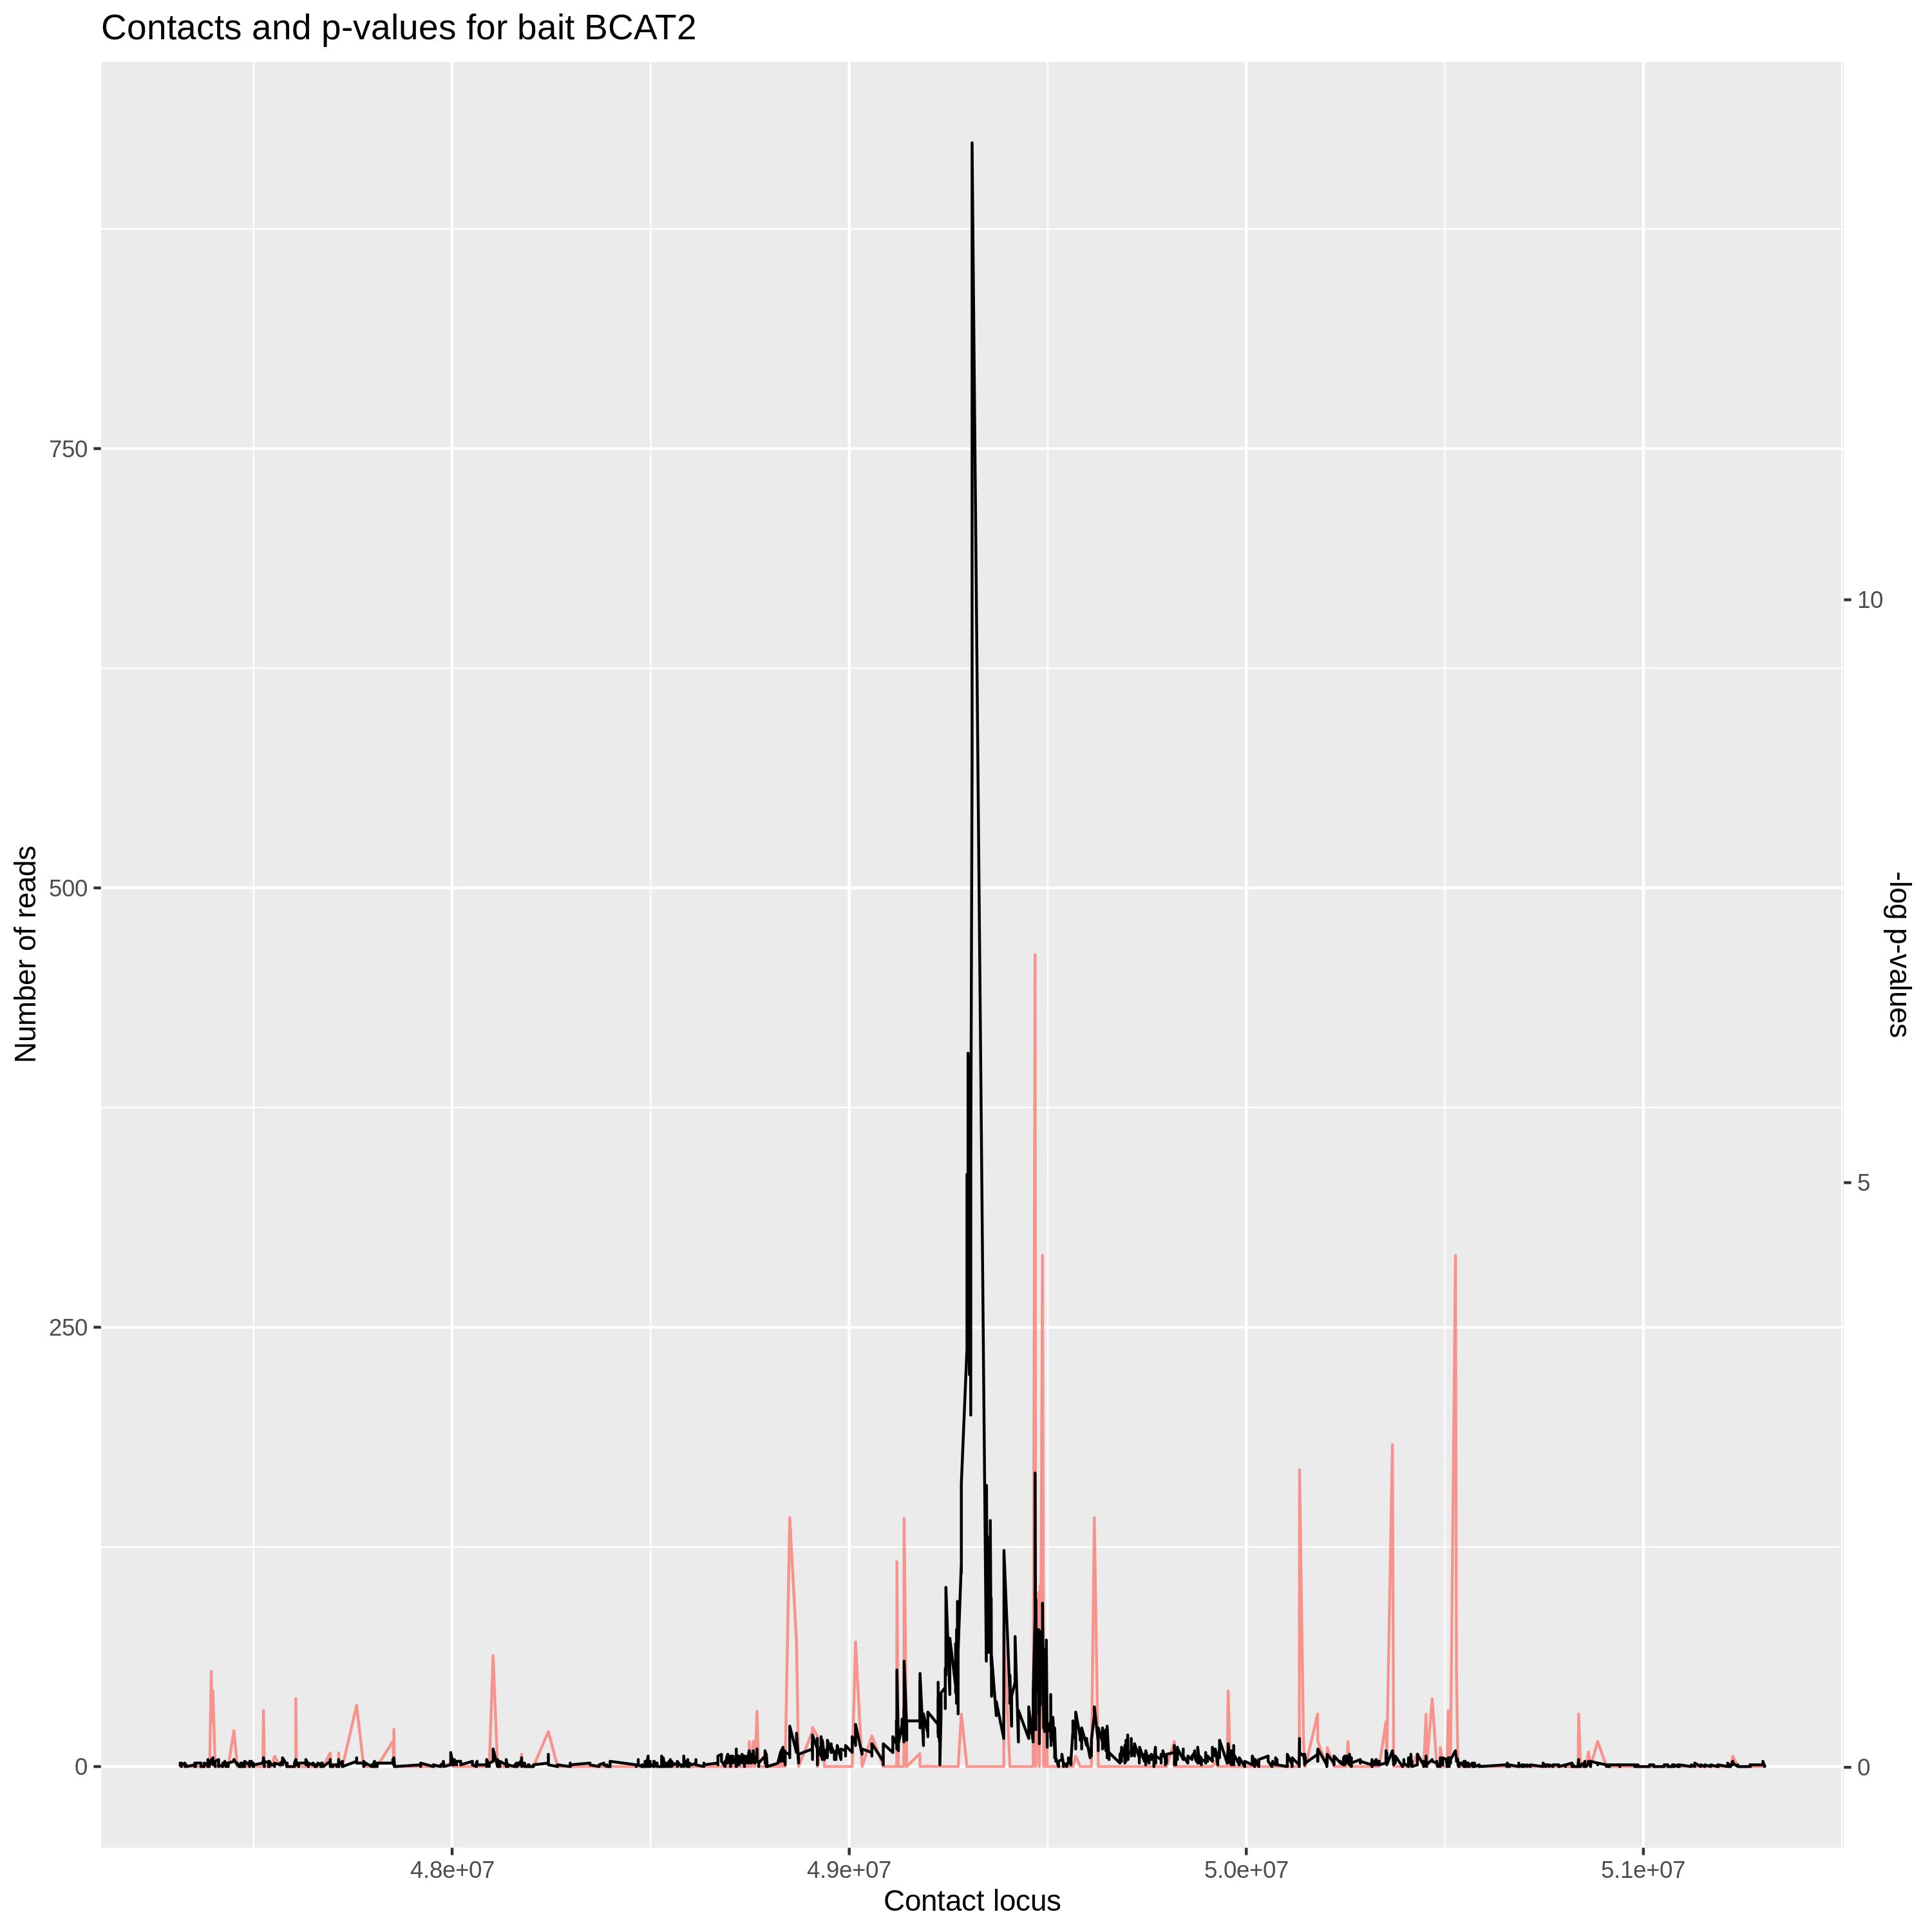 Contacts and p-values for bait BCAT2
Number of reads
750
500
250
0
10
5
0
-log p-values
4.8e+07
4.9e+07
5.0e+07
5.1e+07
Contact locus